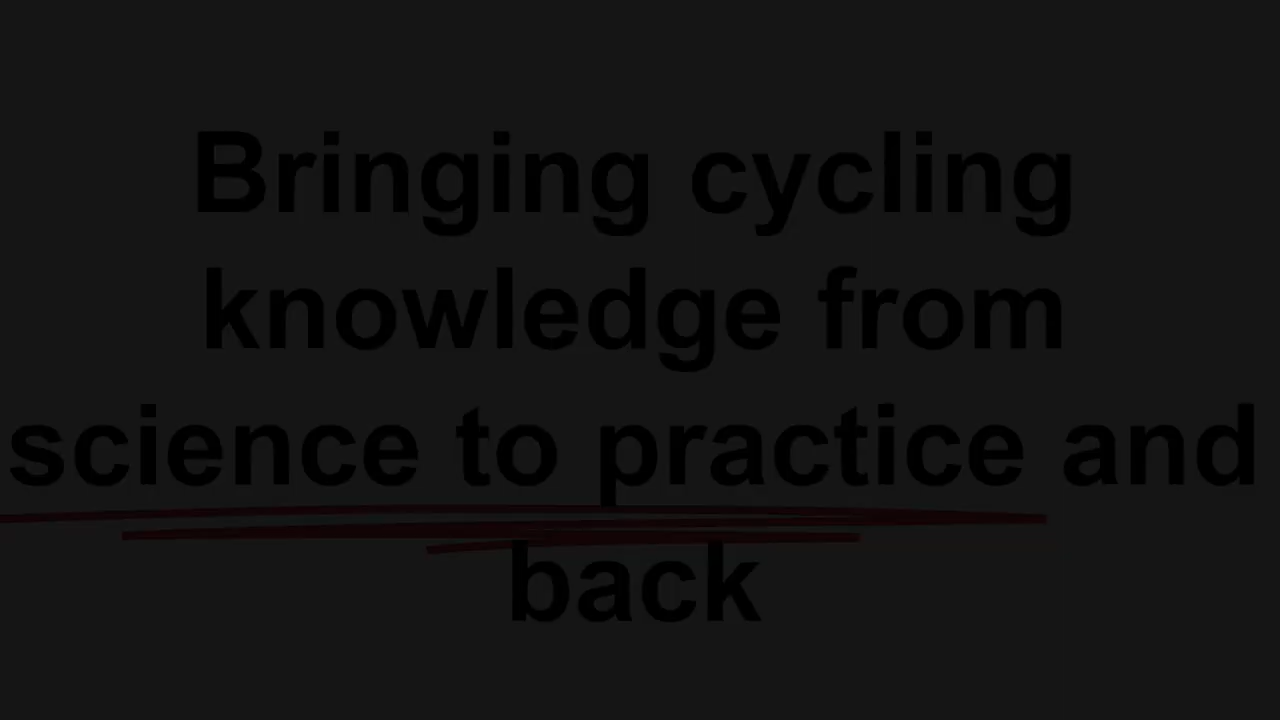 Bringing cycling
knowledge from
science to practice and
back